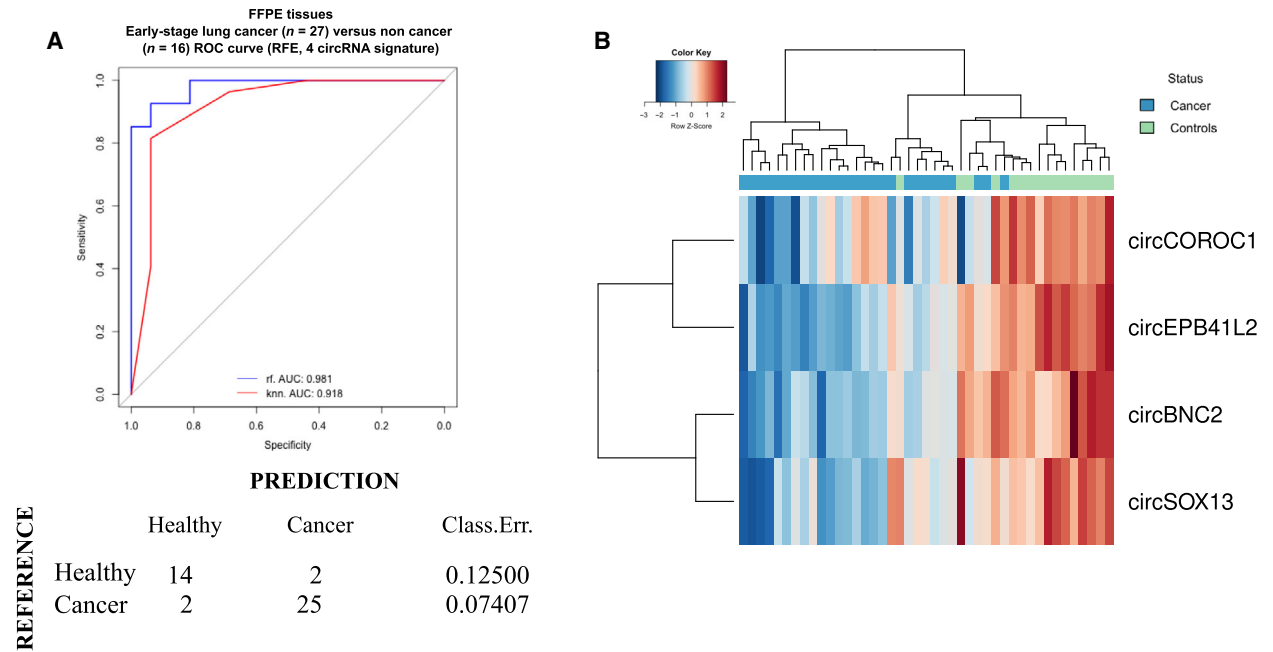 A
FFPE tissues
Early-stage lung cancer (n = 27) versus non cancer
(n = 16) ROC curve (RFE, 4 circRNA signature)
Sensitivity
1.0
0.8
0.6
0.4
0.2
0.0
rf. AUC: 0.981
knn. AUC: 0.918
1.0 0.8 0.6 0.4 0.2 0.0
Specificity
PREDICTION
REFERENCE
Healthy Cancer Class.Err.
Healthy 14 2 0.12500
Cancer 2 25 0.07407
B
Color Key
−3 −2 −1 0 1 2
Row Z-Score
Status
Cancer
Controls
circCOROC1
circEPB41L2
circBNC2
circSOX13